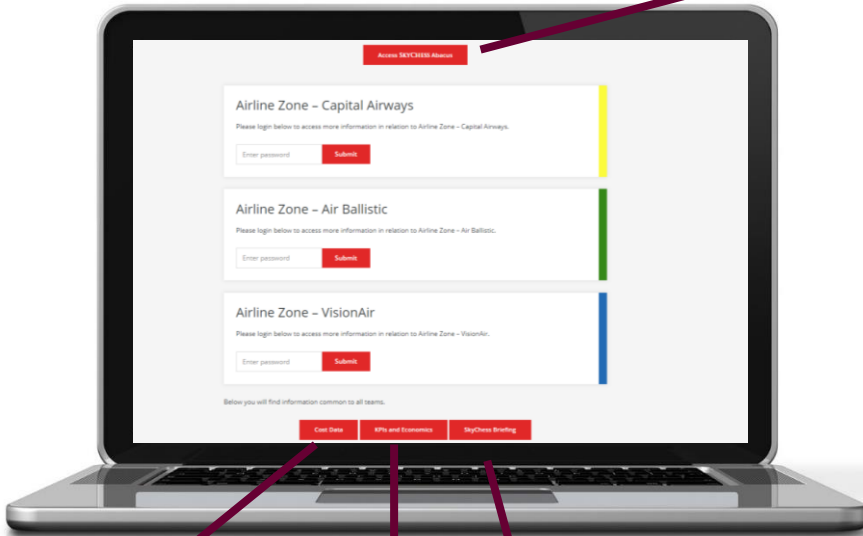 Access SKYCHESS Abacus
Airline Zone – Capital Airways
Please login below to access more information in relation to Airline Zone – Capital Airways.
Enter password Submit
Airline Zone – Air Ballistic
Please login below to access more information in relation to Airline Zone – Air Ballistic.
Enter password Submit
Airline Zone – VisionAir
Please login below to access more information in relation to Airline Zone – VisionAir.
Enter password Submit
Below you will find information common to all teams.
Cost Data KPIs and Economics SkyChess Briefing